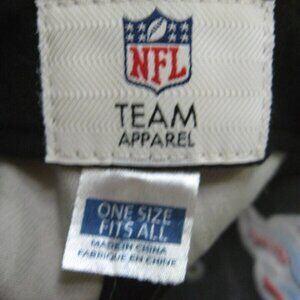 NFL
TEAM
APPAREL
ONE SIZE
FITS ALL
MADE IN CHINA
FABRIQUE EN CHINE